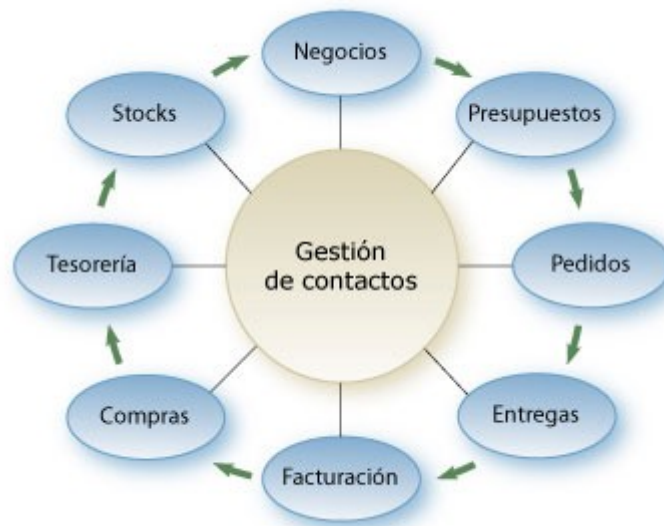 Negocios
Presupuestos
Pedidos
Entregas
Facturación
Compras
Tesorería
Stocks
Gestión
de contactos